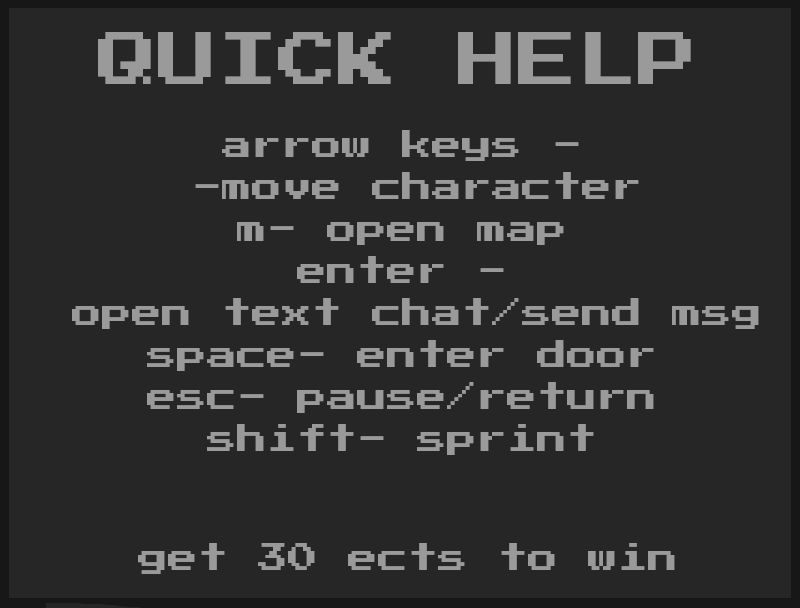 QUICK HELP
arrow keys -
-move character
m- open map
enter -
open text chat/send msg
space- enter door
esc- pause/return
shift- sprint
get 30 ects to win